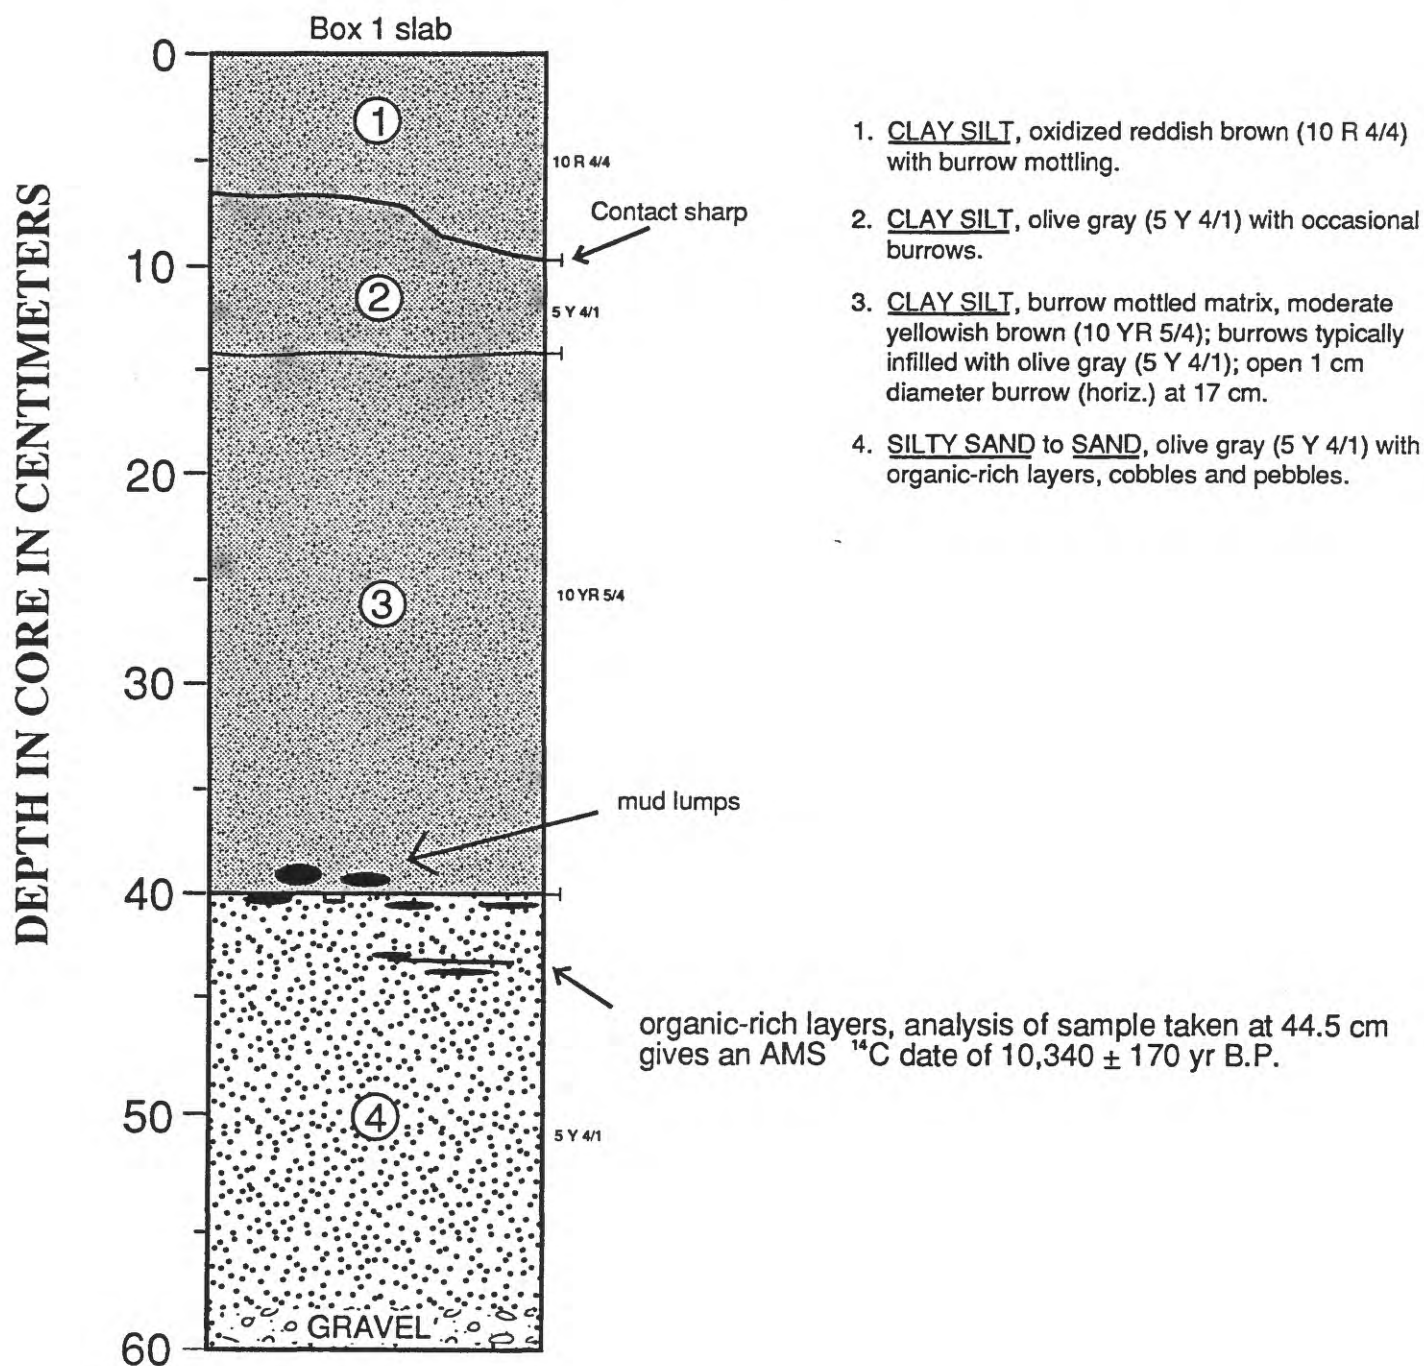 Box 1 slab
DEPTH IN CORE IN CENTIMETERS
0
10
20
30
40
50
60
1
2
3
4
10 R 4/4
Contact sharp
5 Y 4/1
10 YR 5/4
mud lumps
organic-rich layers, analysis of sample taken at 44.5 cm
gives an AMS ¹⁴C date of 10,340 ± 170 yr B.P.
5 Y 4/1
GRAVEL
1. CLAY SILT, oxidized reddish brown (10 R 4/4)
with burrow mottling.
2. CLAY SILT, olive gray (5 Y 4/1) with occasional
burrows.
3. CLAY SILT, burrow mottled matrix, moderate
yellowish brown (10 YR 5/4); burrows typically
infilled with olive gray (5 Y 4/1); open 1 cm
diameter burrow (horiz.) at 17 cm.
4. SILTY SAND to SAND, olive gray (5 Y 4/1) with
organic-rich layers, cobbles and pebbles.